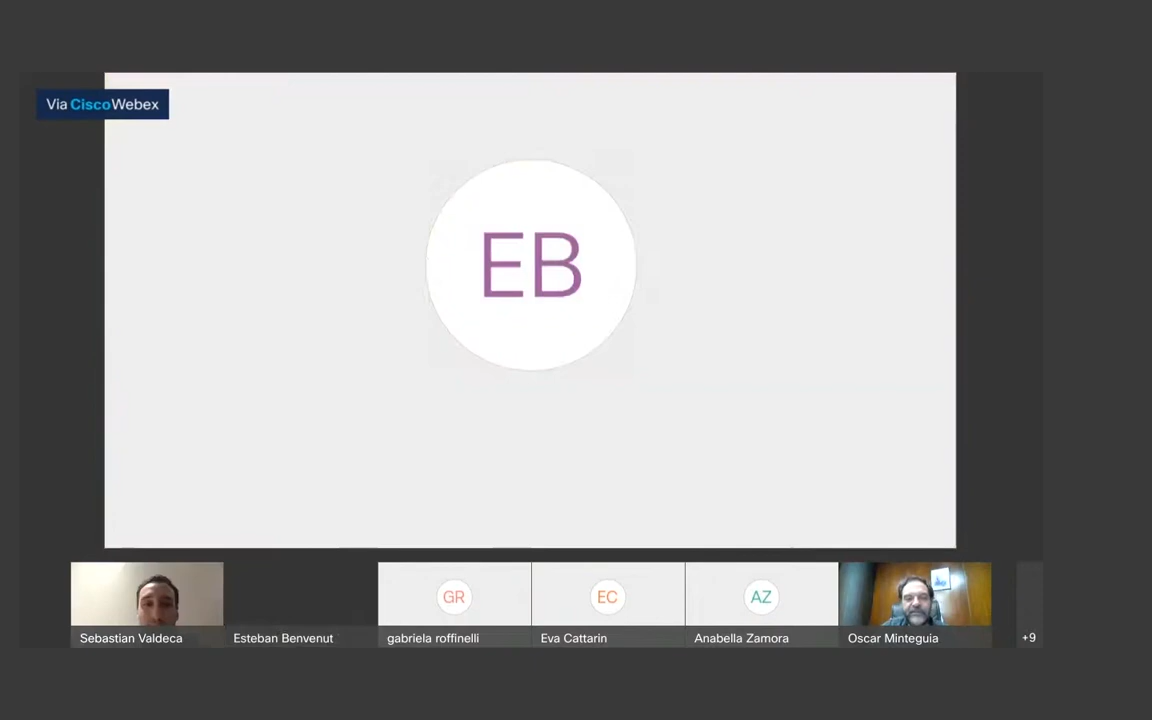 Via CiscoWebex
EB
GR
EC
AZ
Sebastian Valdeca
Esteban Benvenut
gabriela roffinelli
Eva Cattarin
Anabella Zamora
Oscar Minteguia
+9